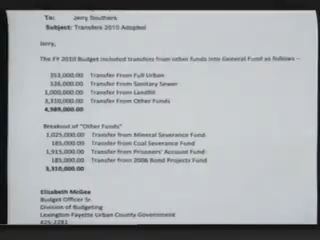 To: Jerry Southers
Subject: Transfers 2010 Adopted
Jerry,
The FY 2010 Budget included transfers from other funds into General Fund as follows --
353,000.00 Transfer From Full Urban
326,000.00 Transfer From Sanitary Sewer
1,000,000.00 Transfer From Landfill
3,310,000.00 Transfer From Other Funds
4,989,000.00
Breakout of "Other Funds"
1,025,000.00 Transfer from Mineral Severance Fund
185,000.00 Transfer from Coal Severance Fund
1,915,000.00 Transfer from Prisoners' Account Fund
185,000.00 Transfer from 2006 Bond Projects Fund
3,310,000.00
Elisabeth McGee
Budget Officer Sr.
Division of Budgeting
Lexington Fayette Urban County Government